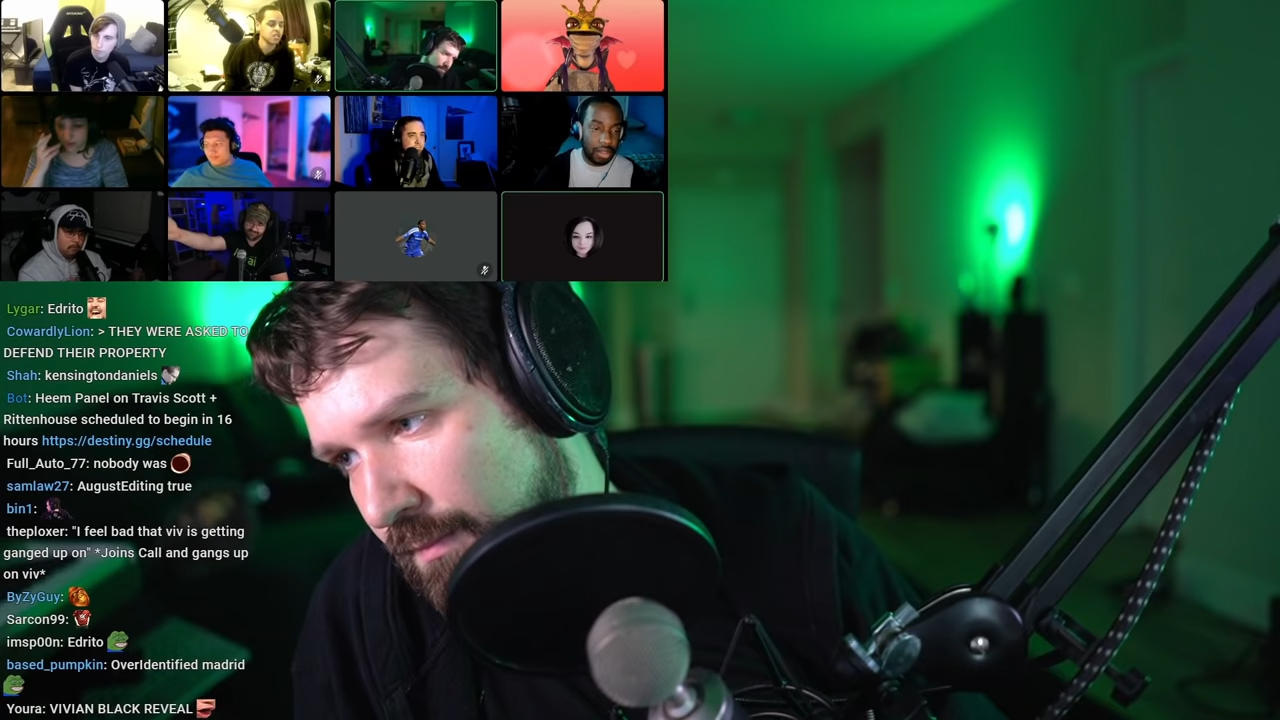 Lygar: Edrito
CowardlyLion: > THEY WERE ASKED TO
DEFEND THEIR PROPERTY
Shah: kensingtondaniels
Bot: Heem Panel on Travis Scott +
Rittenhouse scheduled to begin in 16
hours https://destiny.gg/schedule
Full_Auto_77: nobody was
samlaw27: AugustEditing true
bin1:
theploxer: "I feel bad that viv is getting
ganged up on" *Joins Call and gangs up
on viv*
ByZyGuy:
Sarcon99:
imsp00n: Edrito
based_pumpkin: OverIdentified madrid
Youra: VIVIAN BLACK REVEAL